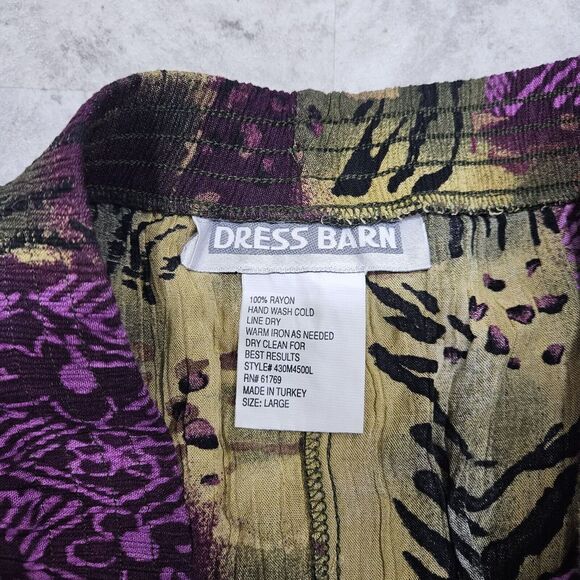 DRESS BARN
100% RAYON
HAND WASH COLD
LINE DRY
WARM IRON AS NEEDED
DRY CLEAN FOR
BEST RESULTS
STYLE# 430M4500L
RN# 61769
MADE IN TURKEY
SIZE: LARGE